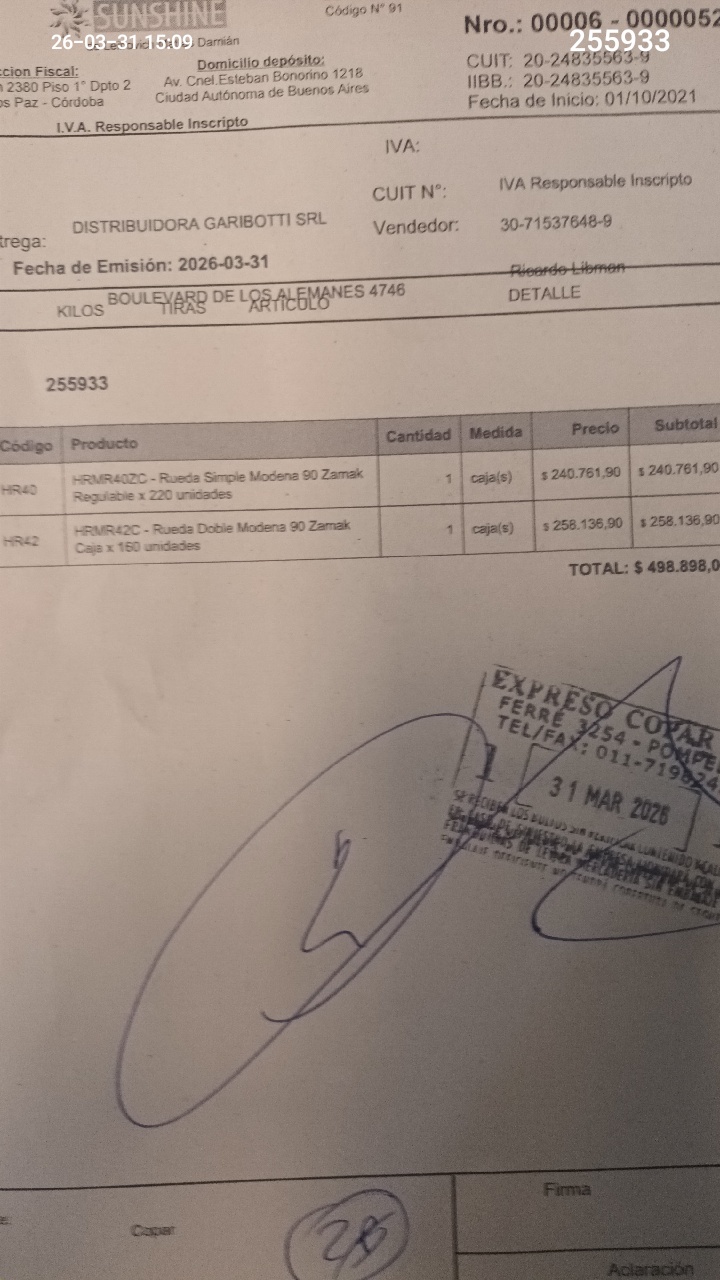 SUNSHINE
Código N° 91
Nro.: 00006 - 0000052
26-03-31 15:09
Damián
255933
CUIT: 20-24835563-9
ccion Fiscal:
Domicilio depósito:
2380 Piso 1° Dpto 2
Av. Cnel.Esteban Bonorino 1218
IIBB.: 20-24835563-9
os Paz - Córdoba
Ciudad Autónoma de Buenos Aires
Fecha de Inicio: 01/10/2021
I.V.A. Responsable Inscripto
IVA:
CUIT N°:
IVA Responsable Inscripto
DISTRIBUIDORA GARIBOTTI SRL
Vendedor:
30-71537648-9
trega:
Fecha de Emisión: 2026-03-31
Ricardo Libman
BOULEVARD DE LOS ALEMANES 4746
KILOS TIRAS ARTICULO DETALLE
255933
Código Producto Cantidad Medida Precio Subtotal
HR40 HRMR40ZC - Rueda Simple Modena 90 Zamak 1 caja(s) $ 240.761,90 $ 240.761,90
Regulable x 220 unidades
HR42 HRMR42C - Rueda Doble Modena 90 Zamak 1 caja(s) $ 258.136,90 $ 258.136,90
Caja x 160 unidades
TOTAL: $ 498.898,0
EXPRESO COPAR
FERRÉ 3254 - POMPE
TEL/FAX: 011-719
31 MAR 2026
Firma
Copar
Aclaración